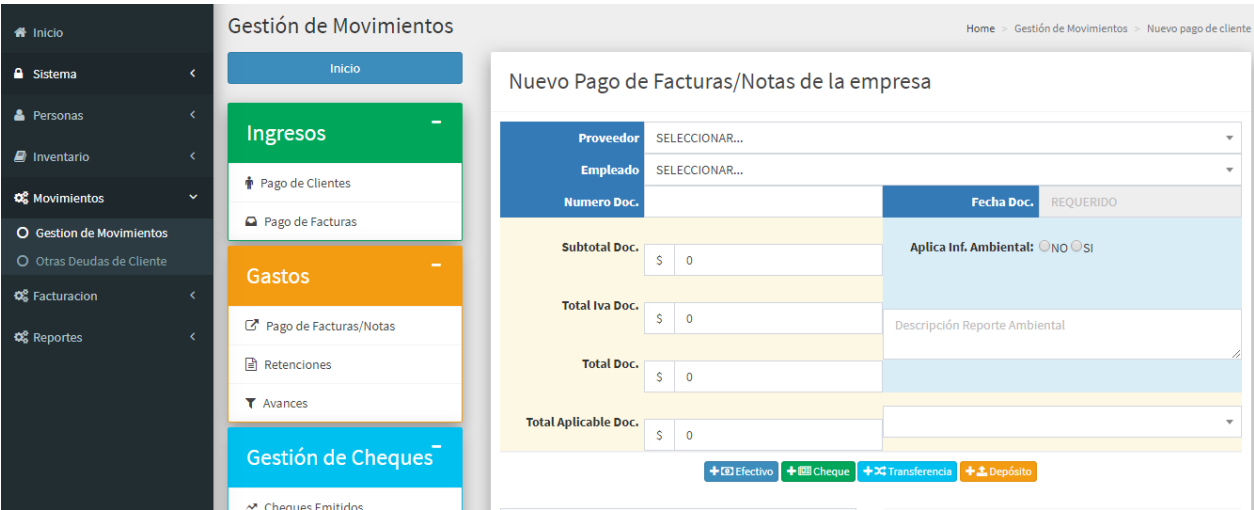 Inicio
Sistema
Personas
Inventario
Movimientos
Gestion de Movimientos
Otras Deudas de Cliente
Facturacion
Reportes
Gestión de Movimientos
Home > Gestión de Movimientos > Nuevo pago de cliente
Inicio
Ingresos
Pago de Clientes
Pago de Facturas
Gastos
Pago de Facturas/Notas
Retenciones
Avances
Gestión de Cheques
Cheques Emitidos
Nuevo Pago de Facturas/Notas de la empresa
Proveedor SELECCIONAR...
Empleado SELECCIONAR...
Numero Doc. Fecha Doc. REQUERIDO
Subtotal Doc. $ 0 Aplica Inf. Ambiental: NO SI
Total Iva Doc. $ 0 Descripción Reporte Ambiental
Total Doc. $ 0
Total Aplicable Doc. $ 0
Efectivo Cheque Transferencia Depósito